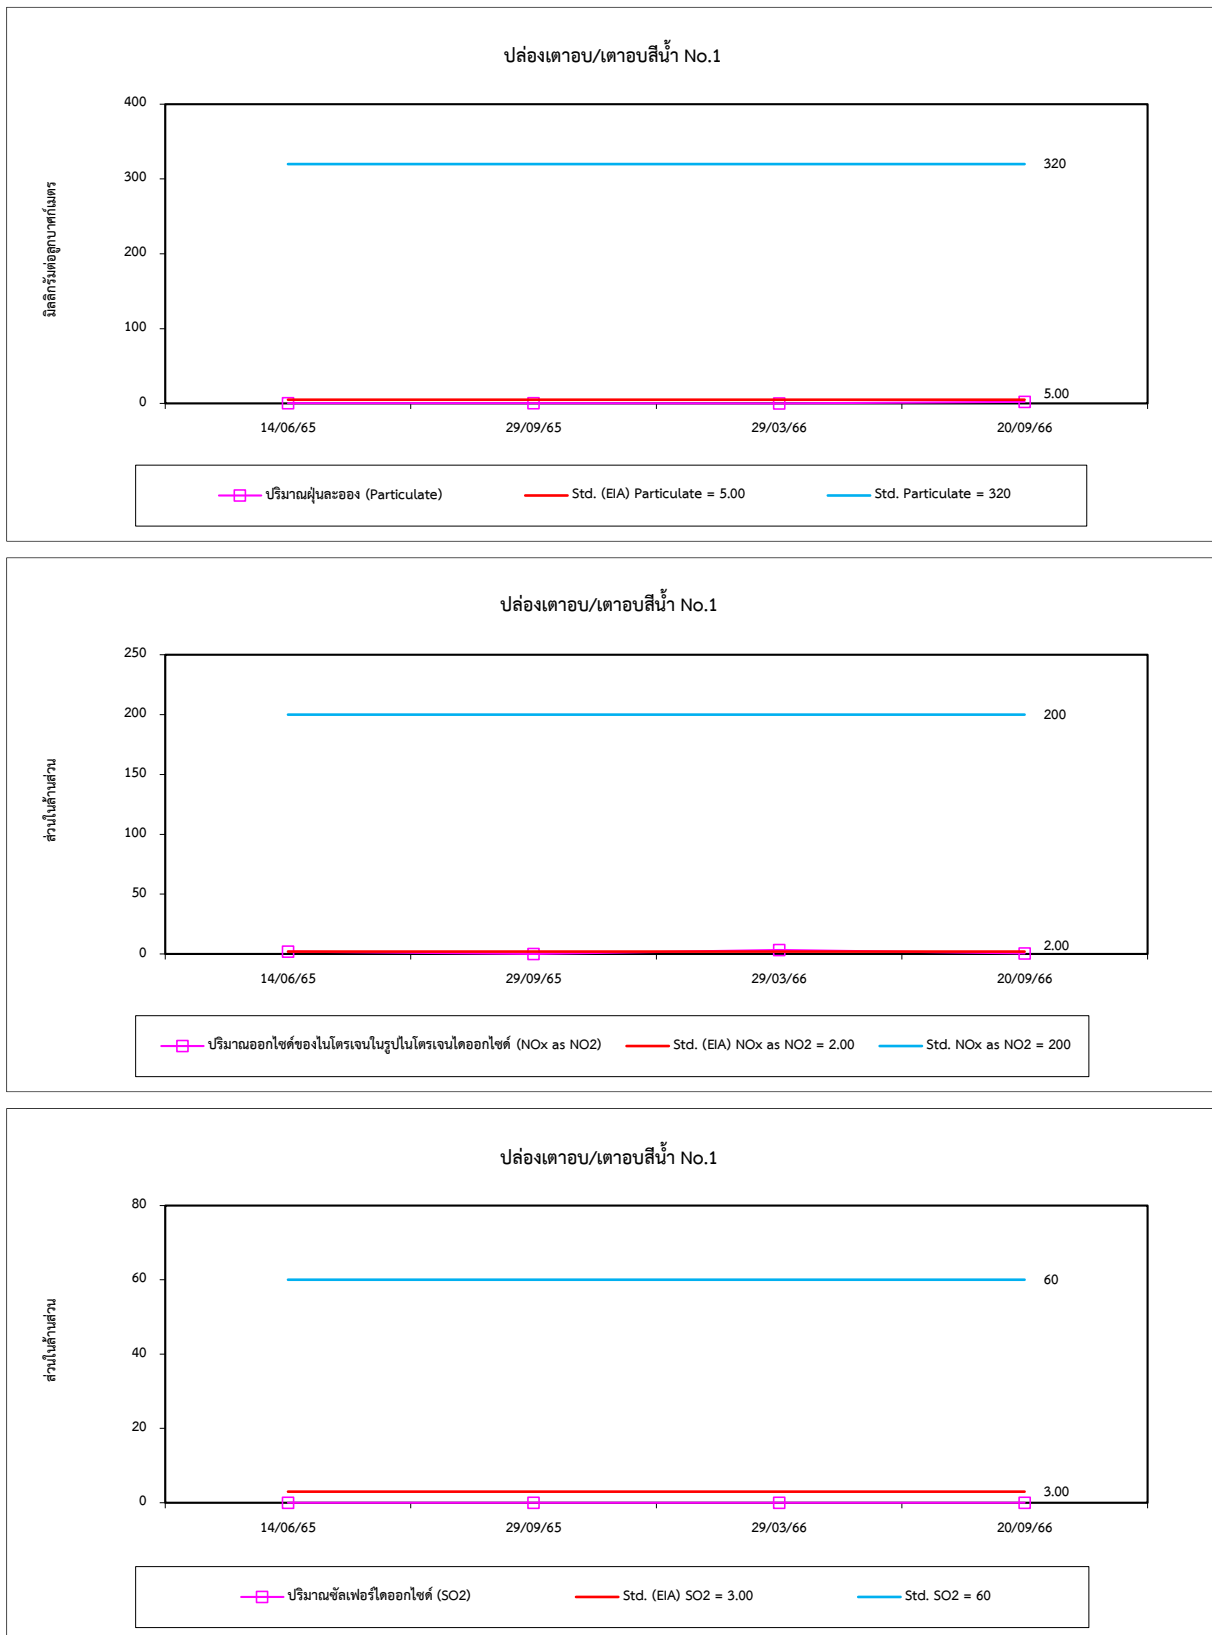 ปล่องเตาอบ/เตาอบสีน้ำ No.1
400
300
200
100
0
มิลลิกรัมต่อลูกบาศก์เมตร
320
5.00
14/06/65 29/09/65 29/03/66 20/09/66
ปริมาณฝุ่นละออง (Particulate) Std. (EIA) Particulate = 5.00 Std. Particulate = 320
ปล่องเตาอบ/เตาอบสีน้ำ No.1
250
200
150
100
50
0
ส่วนในล้านส่วน
200
2.00
14/06/65 29/09/65 29/03/66 20/09/66
ปริมาณออกไซด์ของไนโตรเจนในรูปไนโตรเจนไดออกไซด์ (NOx as NO2) Std. (EIA) NOx as NO2 = 2.00 Std. NOx as NO2 = 200
ปล่องเตาอบ/เตาอบสีน้ำ No.1
80
60
40
20
0
ส่วนในล้านส่วน
60
3.00
14/06/65 29/09/65 29/03/66 20/09/66
ปริมาณซัลเฟอร์ไดออกไซด์ (SO2) Std. (EIA) SO2 = 3.00 Std. SO2 = 60